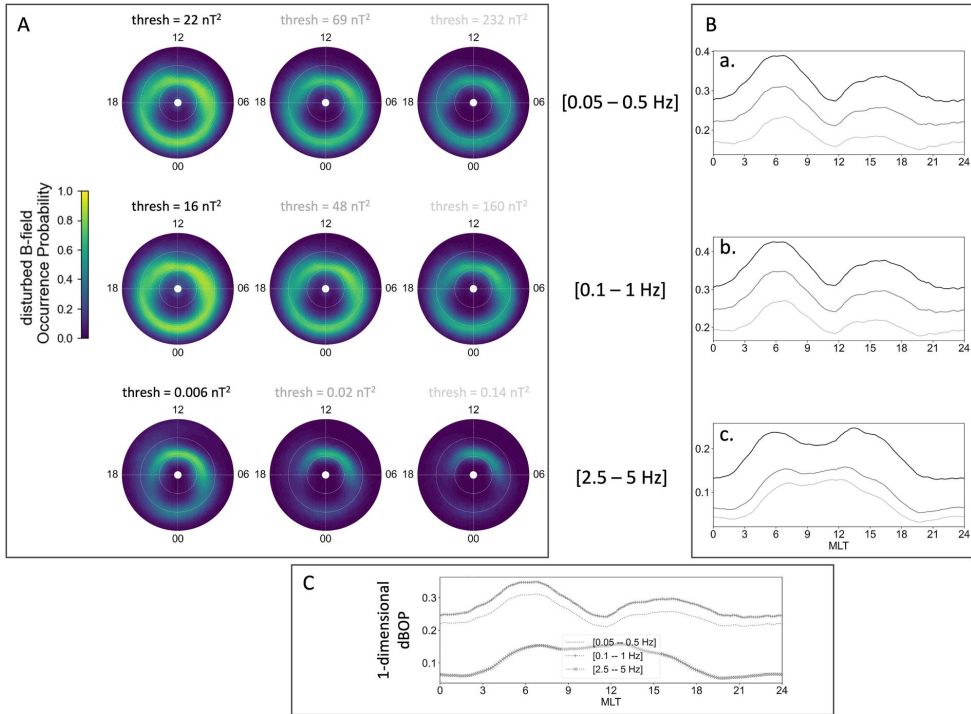 A
thresh = 22 nT²
thresh = 69 nT²
thresh = 232 nT²
12
12
12
18
06
18
06
18
06
00
00
00
thresh = 16 nT²
thresh = 48 nT²
thresh = 160 nT²
12
12
12
18
06
18
06
18
06
00
00
00
thresh = 0.006 nT²
thresh = 0.02 nT²
thresh = 0.14 nT²
12
12
12
18
06
18
06
18
06
00
00
00
disturbed B-field
Occurrence Probability
1.0
0.8
0.6
0.4
0.2
0.0
[0.05 – 0.5 Hz]
[0.1 – 1 Hz]
[2.5 – 5 Hz]
B
a.
0.4
0.3
0.2
0 3 6 9 12 15 18 21 24
b.
0.4
0.3
0.2
0 3 6 9 12 15 18 21 24
c.
0.2
0.1
0 3 6 9 12 15 18 21 24
MLT
C
1-dimensional
dBOP
0.3
0.2
0.1
[0.05 -- 0.5 Hz]
[0.1 -- 1 Hz]
[2.5 -- 5 Hz]
0 3 6 9 12 15 18 21 24
MLT